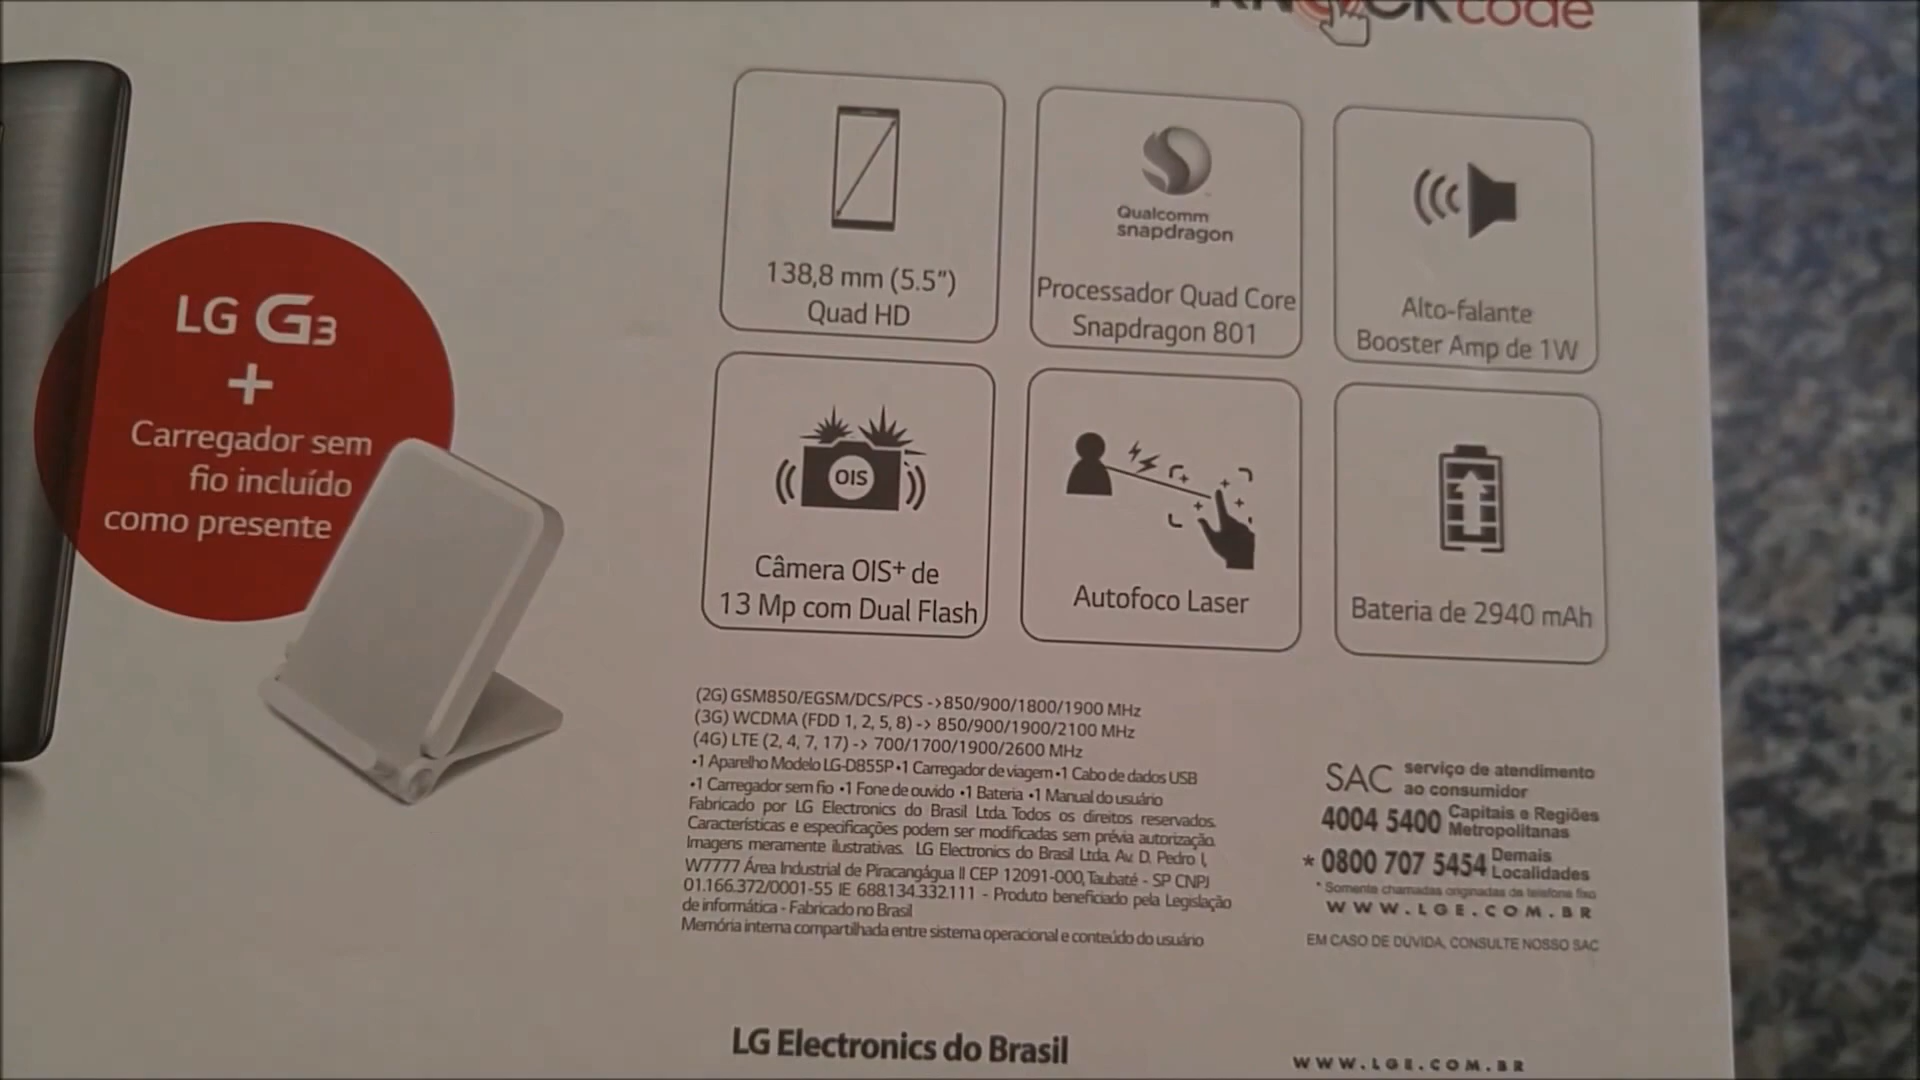 KNOCK code
138,8 mm (5.5")
Quad HD
Qualcomm
snapdragon
Processador Quad Core
Snapdragon 801
Alto-falante
Booster Amp de 1W
LG G3
+
Carregador sem
fio incluído
como presente
OIS
Câmera OIS+ de
13 Mp com Dual Flash
Autofoco Laser
Bateria de 2940 mAh
(2G) GSM850/EGSM/DCS/PCS ->850/900/1800/1900 MHz
(3G) WCDMA (FDD 1, 2, 5, 8) -> 850/900/1900/2100 MHz
(4G) LTE (2, 4, 7, 17) -> 700/1700/1900/2600 MHz
•1 Aparelho Modelo LG-D855P •1 Carregador de viagem •1 Cabo de dados USB
•1 Carregador sem fio •1 Fone de ouvido •1 Bateria •1 Manual do usuário
Fabricado por LG Electronics do Brasil Ltda. Todos os direitos reservados.
Características e especificações podem ser modificadas sem prévia autorização.
Imagens meramente ilustrativas. LG Electronics do Brasil Ltda. Av. D. Pedro I,
W7777 Área Industrial de Piracangágua II CEP 12091-000, Taubaté - SP CNPJ
01.166.372/0001-55 IE 688.134.332.111 - Produto beneficiado pela Legislação
de informática - Fabricado no Brasil
Memória interna compartilhada entre sistema operacional e conteúdo do usuário
SAC serviço de atendimento
ao consumidor
4004 5400 Capitais e Regiões
Metropolitanas
* 0800 707 5454 Demais
Localidades
* Somente chamadas originadas de telefone fixo
WWW.LGE.COM.BR
EM CASO DE DÚVIDA, CONSULTE NOSSO SAC
LG Electronics do Brasil
WWW.LGE.COM.BR